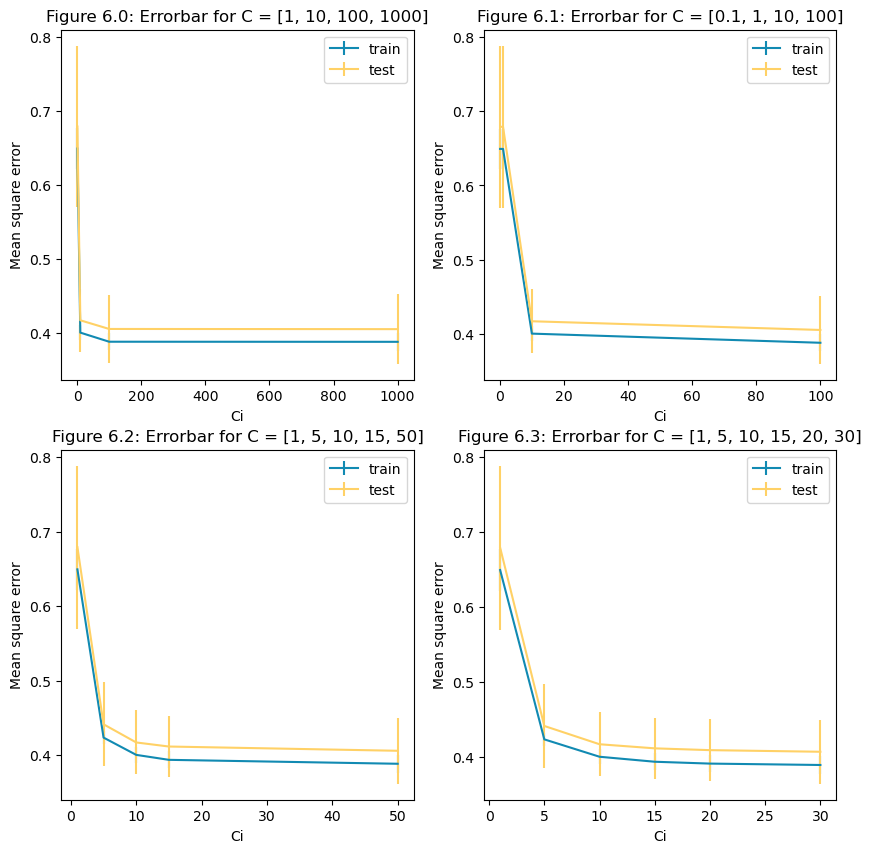 Figure 6.0: Errorbar for C = [1, 10, 100, 1000]
Mean square error
0.8
0.7
0.6
0.5
0.4
train
test
0 200 400 600 800 1000
Ci
Figure 6.1: Errorbar for C = [0.1, 1, 10, 100]
Mean square error
0.8
0.7
0.6
0.5
0.4
train
test
0 20 40 60 80 100
Ci
Figure 6.2: Errorbar for C = [1, 5, 10, 15, 50]
Mean square error
0.8
0.7
0.6
0.5
0.4
train
test
0 10 20 30 40 50
Ci
Figure 6.3: Errorbar for C = [1, 5, 10, 15, 20, 30]
Mean square error
0.8
0.7
0.6
0.5
0.4
train
test
0 5 10 15 20 25 30
Ci